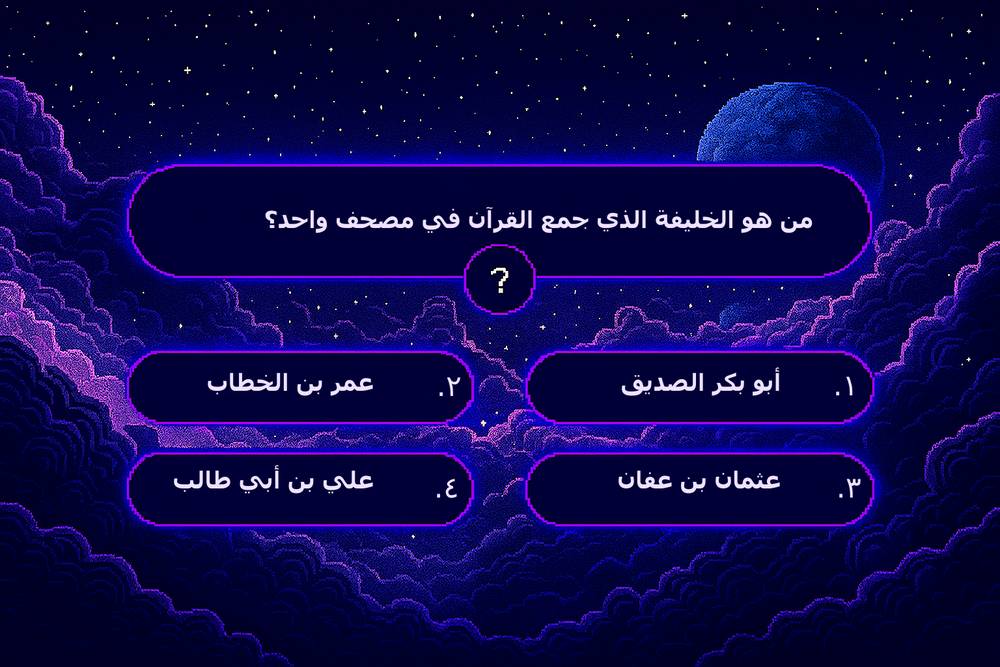 من هو الخليفة الذي جمع القرآن في مصحف واحد؟
?
١. أبو بكر الصديق
٢. عمر بن الخطاب
٣. عثمان بن عفان
٤. علي بن أبي طالب